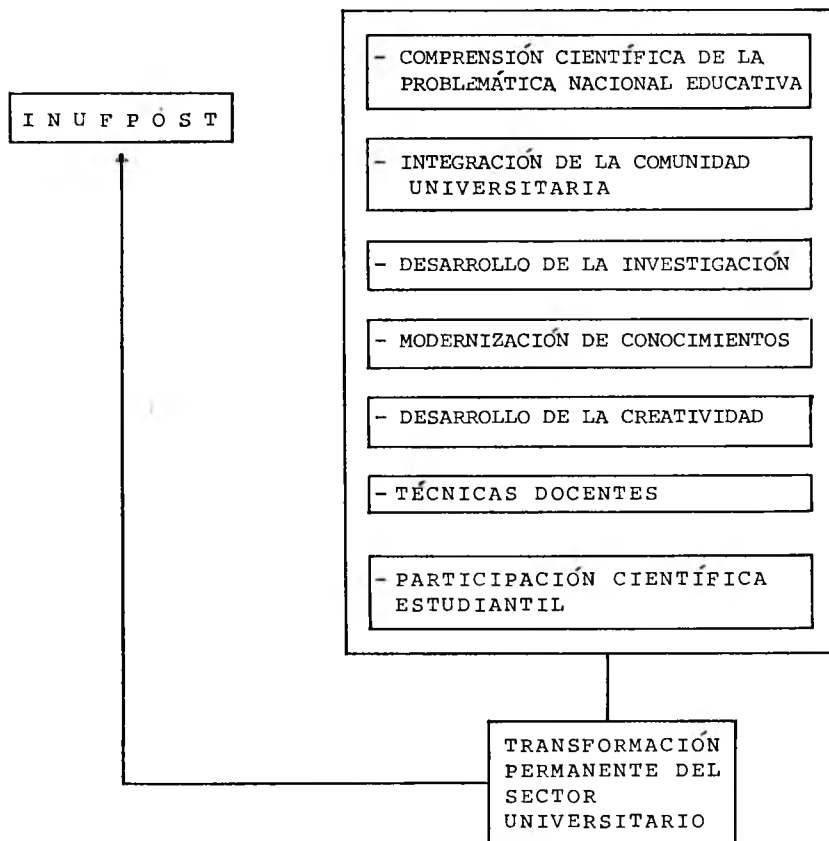 I N U F P Ó S T
- COMPRENSIÓN CIENTÍFICA DE LA
PROBLEMÁTICA NACIONAL EDUCATIVA
- INTEGRACIÓN DE LA COMUNIDAD
UNIVERSITARIA
- DESARROLLO DE LA INVESTIGACIÓN
- MODERNIZACIÓN DE CONOCIMIENTOS
- DESARROLLO DE LA CREATIVIDAD
- TÉCNICAS DOCENTES
- PARTICIPACIÓN CIENTÍFICA
ESTUDIANTIL
TRANSFORMACIÓN
PERMANENTE DEL
SECTOR
UNIVERSITARIO